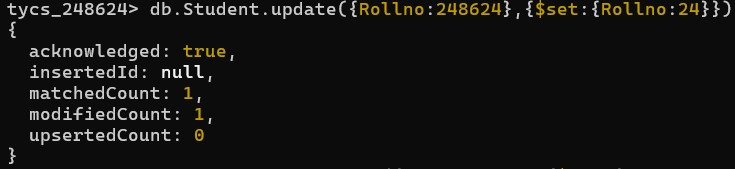 tycs_248624> db.Student.update({Rollno:248624},{$set:{Rollno:24}})
{
  acknowledged: true,
  insertedId: null,
  matchedCount: 1,
  modifiedCount: 1,
  upsertedCount: 0
}